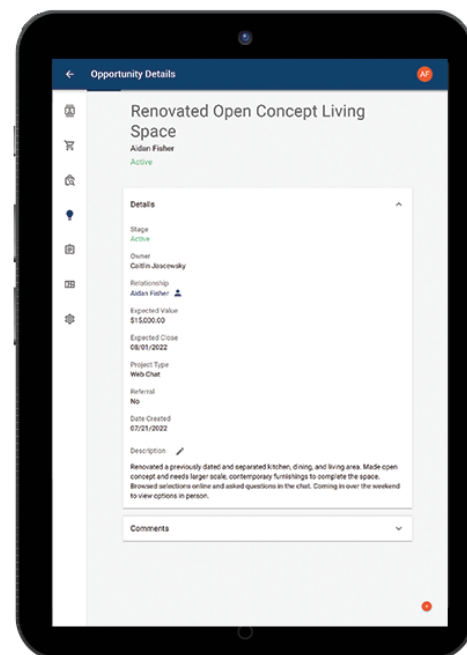 Opportunity Details
AF
Renovated Open Concept Living
Space
Aidan Fisher
Active
Details
Stage
Active
Owner
Caitlin Jascewsky
Relationship
Aidan Fisher
Expected Value
$15,000.00
Expected Close
08/01/2022
Project Type
Web Chat
Referral
No
Date Created
07/21/2022
Description
Renovated a previously dated and separated kitchen, dining, and living area. Made open
concept and needs larger scale, contemporary furnishings to complete the space.
Browsed selections online and asked questions in the chat. Coming in over the weekend
to view options in person.
Comments